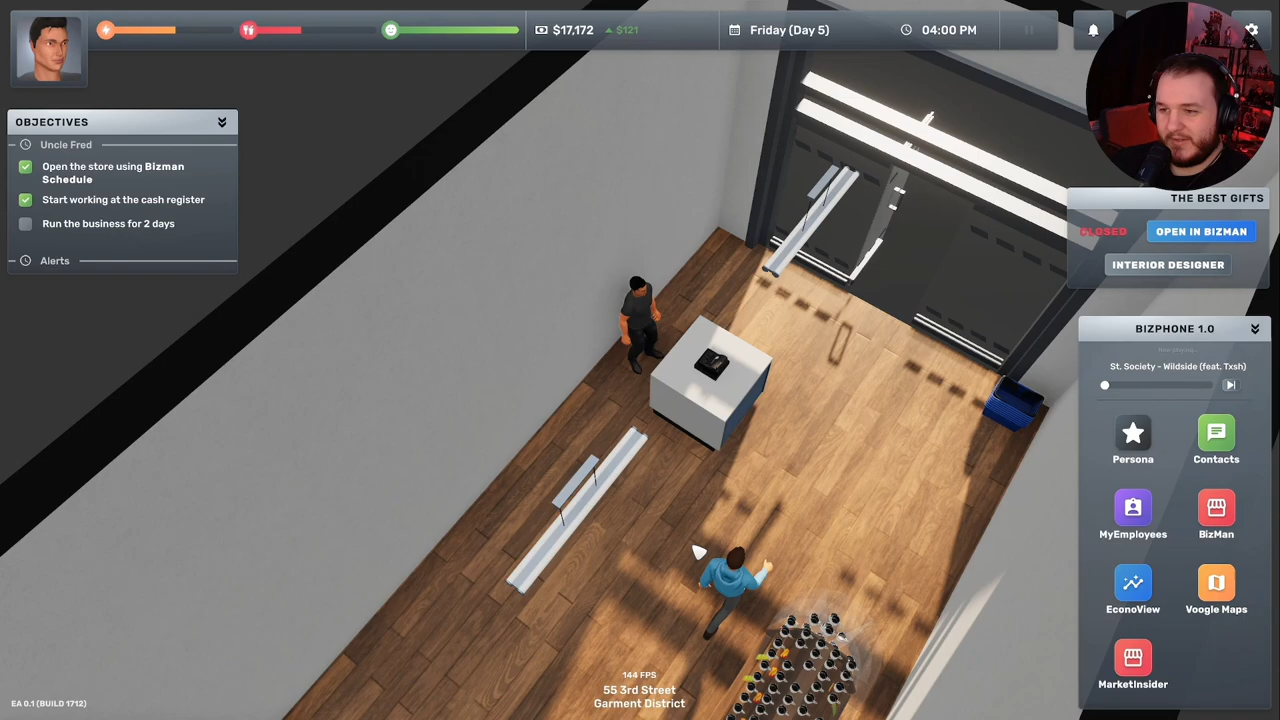 $17,172
$121
Friday (Day 5)
04:00 PM
OBJECTIVES
Uncle Fred
Open the store using Bizman
Schedule
Start working at the cash register
Run the business for 2 days
Alerts
THE BEST GIFTS
CLOSED
OPEN IN BIZMAN
INTERIOR DESIGNER
BIZPHONE 1.0
Now playing...
St. Society - Wildside (feat. Txsh)
Persona
Contacts
MyEmployees
BizMan
EconoView
Voogle Maps
MarketInsider
144 FPS
55 3rd Street
Garment District
EA 0.1 (BUILD 1712)